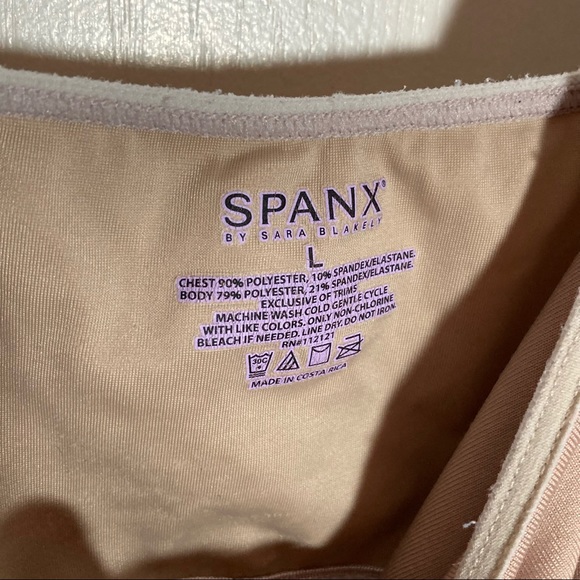 SPANX®
BY SARA BLAKELY
L
CHEST 90% POLYESTER, 10% SPANDEX/ELASTANE.
BODY 79% POLYESTER, 21% SPANDEX/ELASTANE.
EXCLUSIVE OF TRIMS
MACHINE WASH COLD GENTLE CYCLE
WITH LIKE COLORS. ONLY NON-CHLORINE
BLEACH IF NEEDED. LINE DRY. DO NOT IRON.
RN#112121
30C
MADE IN COSTA RICA